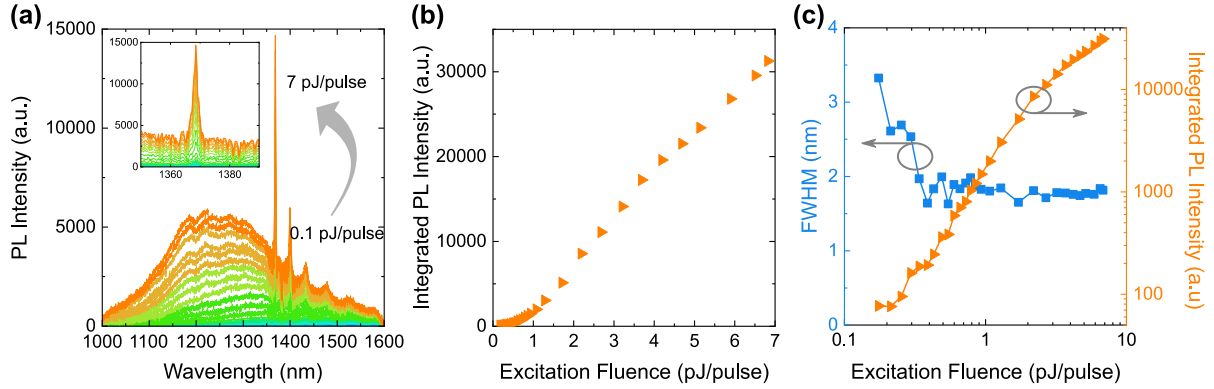 (a)
15000
10000
5000
0
PL Intensity (a.u.)
1000 1100 1200 1300 1400 1500 1600
Wavelength (nm)
15000
10000
5000
0
1360 1380
7 pJ/pulse
0.1 pJ/pulse
(b)
30000
20000
10000
0
Integrated PL Intensity (a.u.)
0 1 2 3 4 5 6 7
Excitation Fluence (pJ/pulse)
(c)
4
3
2
1
0
FWHM (nm)
0.1 1 10
Excitation Fluence (pJ/pulse)
10000
1000
100
Integrated PL Intensity (a.u)